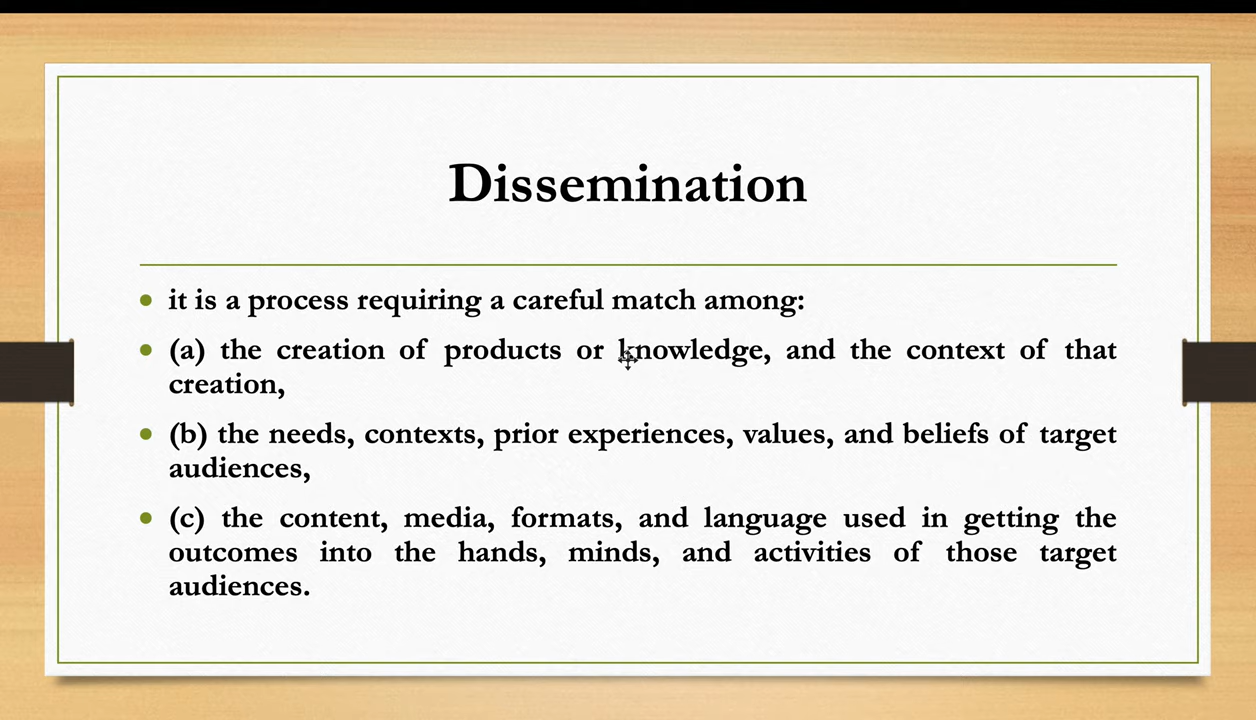 Dissemination
it is a process requiring a careful match among:
(a) the creation of products or knowledge, and the context of that
creation,
(b) the needs, contexts, prior experiences, values, and beliefs of target
audiences,
(c) the content, media, formats, and language used in getting the
outcomes into the hands, minds, and activities of those target
audiences.